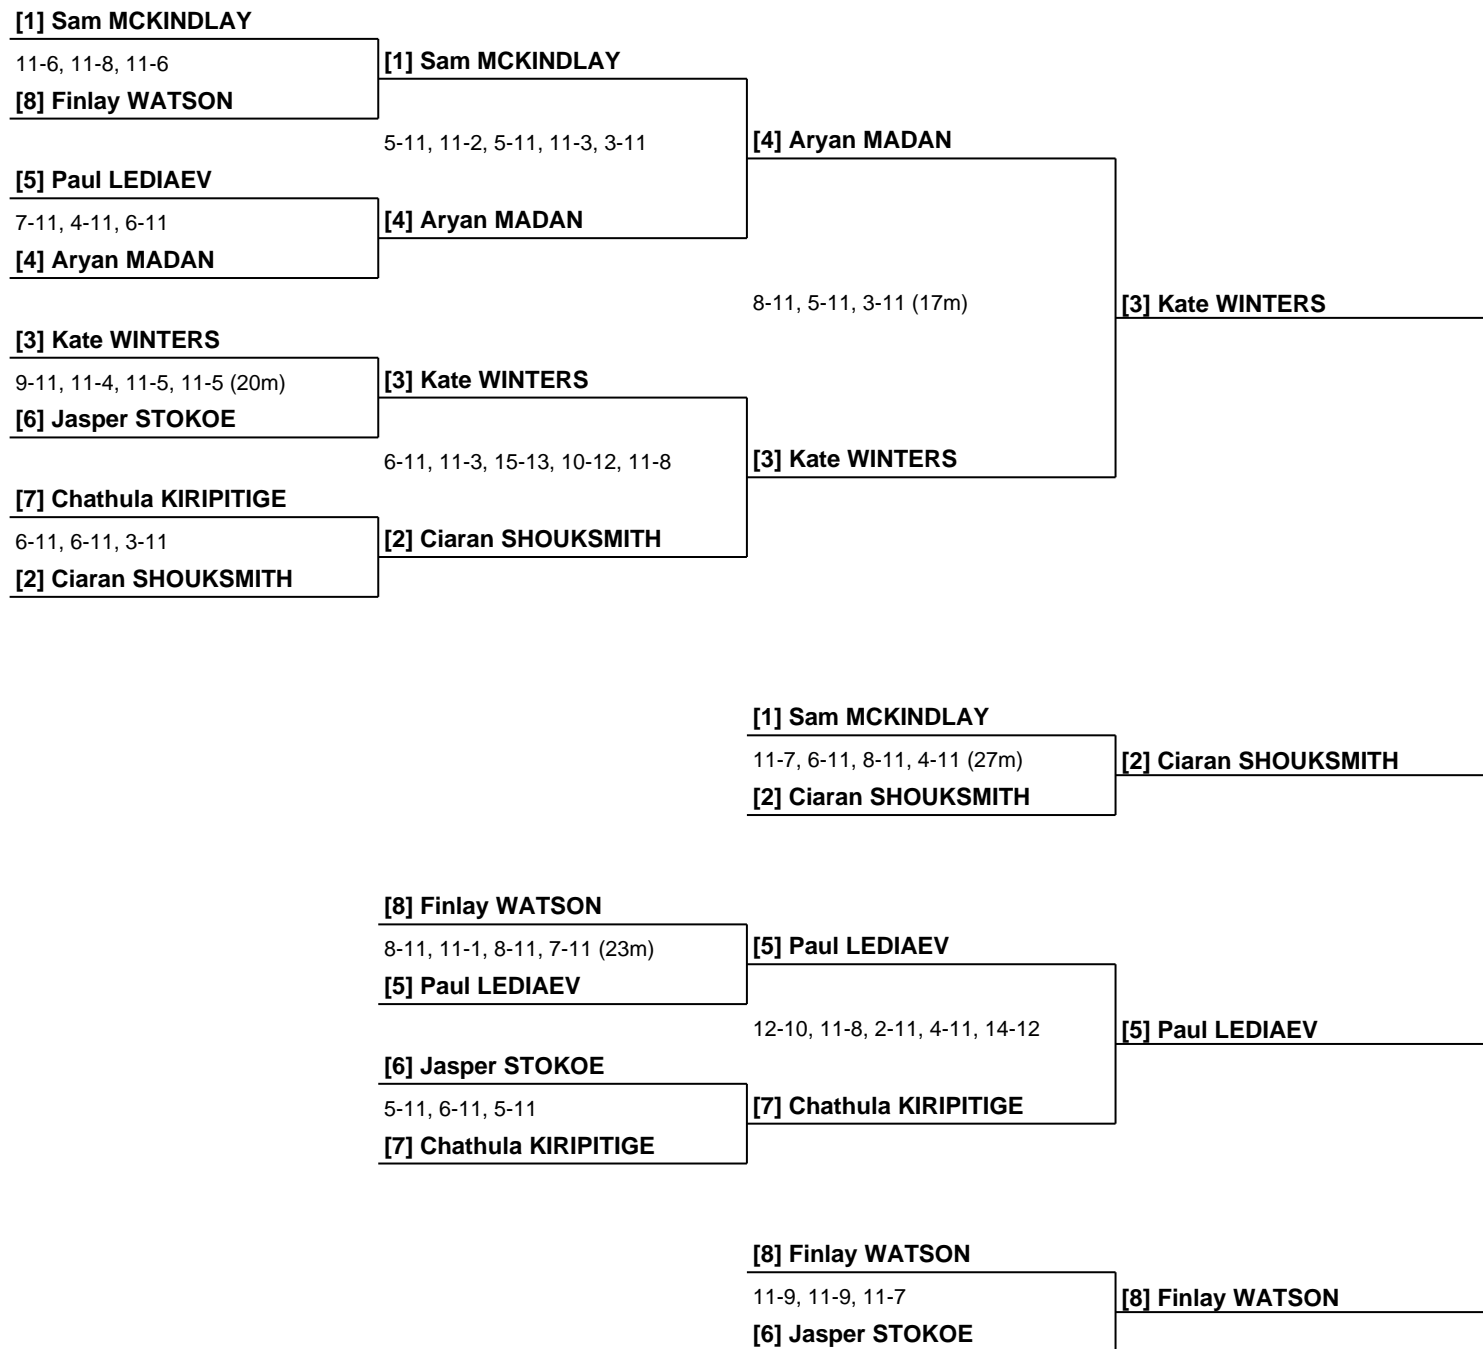 [1] Sam MCKINDLAY
11-6, 11-8, 11-6
[1] Sam MCKINDLAY
[8] Finlay WATSON
5-11, 11-2, 5-11, 11-3, 3-11
[4] Aryan MADAN
[5] Paul LEDIAEV
7-11, 4-11, 6-11
[4] Aryan MADAN
[4] Aryan MADAN
8-11, 5-11, 3-11 (17m)
[3] Kate WINTERS
[3] Kate WINTERS
9-11, 11-4, 11-5, 11-5 (20m)
[3] Kate WINTERS
[6] Jasper STOKOE
6-11, 11-3, 15-13, 10-12, 11-8
[3] Kate WINTERS
[7] Chathula KIRIPITIGE
6-11, 6-11, 3-11
[2] Ciaran SHOUKSMITH
[2] Ciaran SHOUKSMITH
[1] Sam MCKINDLAY
11-7, 6-11, 8-11, 4-11 (27m)
[2] Ciaran SHOUKSMITH
[2] Ciaran SHOUKSMITH
[8] Finlay WATSON
8-11, 11-1, 8-11, 7-11 (23m)
[5] Paul LEDIAEV
[5] Paul LEDIAEV
12-10, 11-8, 2-11, 4-11, 14-12
[5] Paul LEDIAEV
[6] Jasper STOKOE
5-11, 6-11, 5-11
[7] Chathula KIRIPITIGE
[7] Chathula KIRIPITIGE
[8] Finlay WATSON
11-9, 11-9, 11-7
[8] Finlay WATSON
[6] Jasper STOKOE